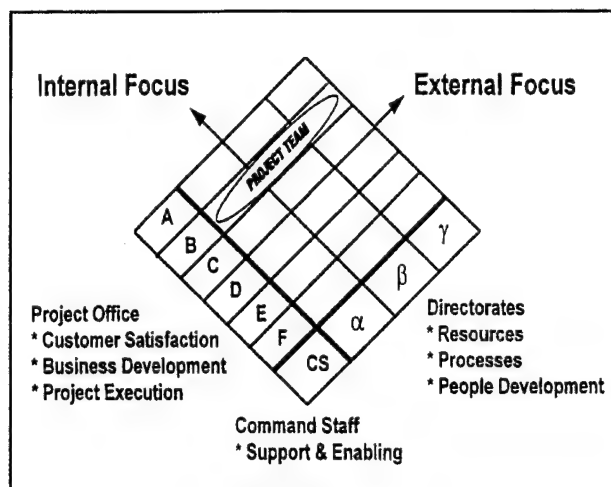 Internal Focus
External Focus
PROJECT TEAM
A
B
C
D
E
F
CS
α
β
γ
Project Office
* Customer Satisfaction
* Business Development
* Project Execution
Directorates
* Resources
* Processes
* People Development
Command Staff
* Support & Enabling